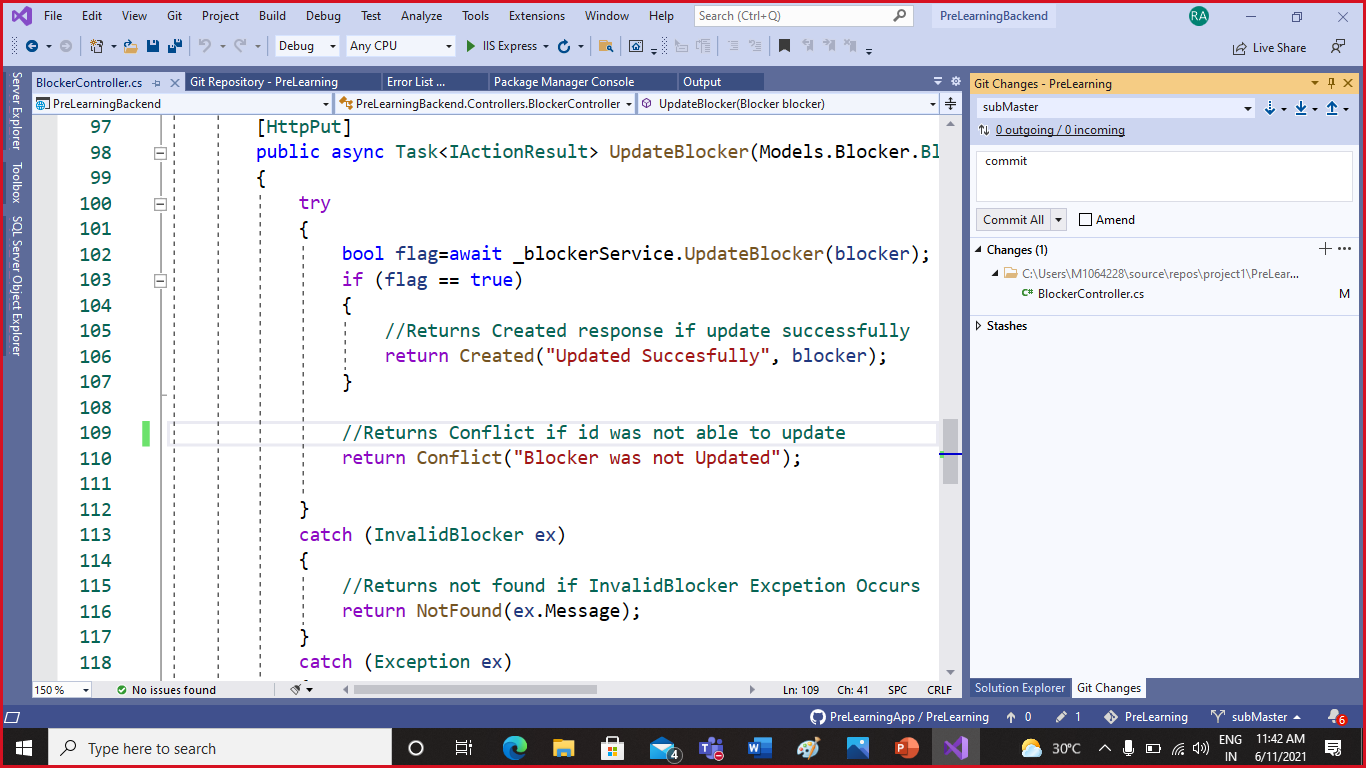 File Edit View Git Project Build Debug Test Analyze Tools Extensions Window Help Search (Ctrl+Q) PreLearningBackend RA
Debug Any CPU IIS Express Live Share
Server Explorer
Toolbox
SQL Server Object Explorer
BlockerController.cs Git Repository - PreLearning Error List ... Package Manager Console Output
PreLearningBackend PreLearningBackend.Controllers.BlockerController UpdateBlocker(Blocker blocker)
97 [HttpPut]
98 public async Task<IActionResult> UpdateBlocker(Models.Blocker.Bl
99 {
100 try
101 {
102 bool flag=await _blockerService.UpdateBlocker(blocker);
103 if (flag == true)
104 {
105 //Returns Created response if update successfully
106 return Created("Updated Succesfully", blocker);
107 }
108
109 //Returns Conflict if id was not able to update
110 return Conflict("Blocker was not Updated");
111
112 }
113 catch (InvalidBlocker ex)
114 {
115 //Returns not found if InvalidBlocker Excpetion Occurs
116 return NotFound(ex.Message);
117 }
118 catch (Exception ex)
150 % No issues found Ln: 109 Ch: 41 SPC CRLF
Git Changes - PreLearning
subMaster
0 outgoing / 0 incoming
commit
Commit All Amend
Changes (1)
C:\Users\M1064228\source\repos\project1\PreLear...
C# BlockerController.cs M
Stashes
Solution Explorer Git Changes
PreLearningApp / PreLearning 0 1 PreLearning subMaster 6
Type here to search 4 30°C ENG IN 11:42 AM 6/11/2021